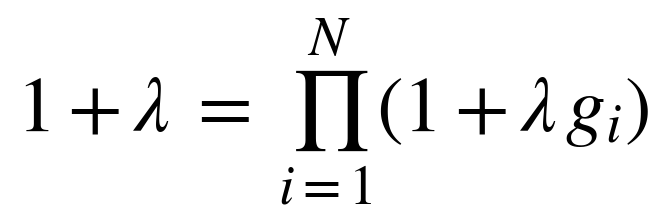 1 + λ = ∏_{i=1}^{N} (1 + λ g_i)